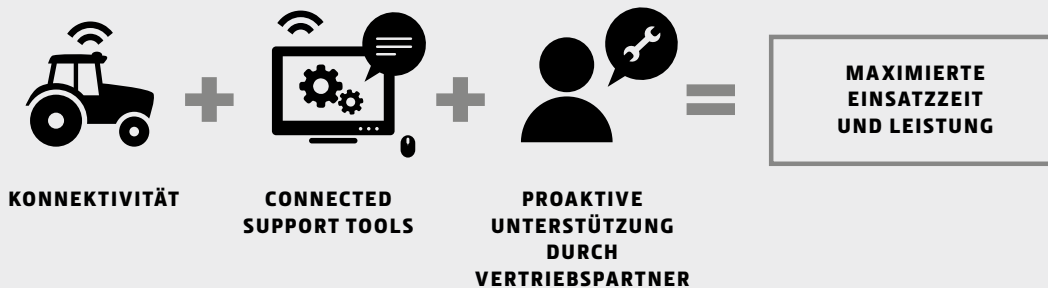 KONNEKTIVITÄT
CONNECTED
SUPPORT TOOLS
PROAKTIVE
UNTERSTÜTZUNG
DURCH
VERTRIEBSPARTNER
MAXIMIERTE
EINSATZZEIT
UND LEISTUNG